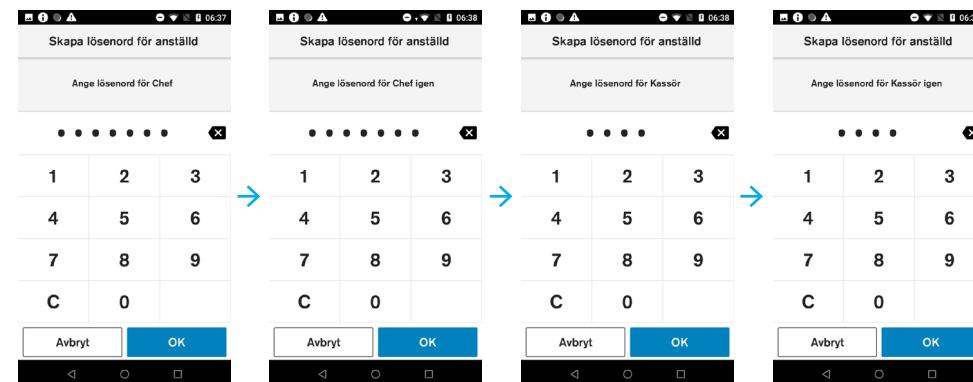 06:37
Skapa lösenord för anställd
Ange lösenord för Chef
1 2 3
4 5 6
7 8 9
C 0
Avbryt OK
06:38
Skapa lösenord för anställd
Ange lösenord för Chef igen
1 2 3
4 5 6
7 8 9
C 0
Avbryt OK
06:38
Skapa lösenord för anställd
Ange lösenord för Kassör
1 2 3
4 5 6
7 8 9
C 0
Avbryt OK
Skapa lösenord för anställd
Ange lösenord för Kassör igen
1 2 3
4 5 6
7 8 9
C 0
Avbryt OK